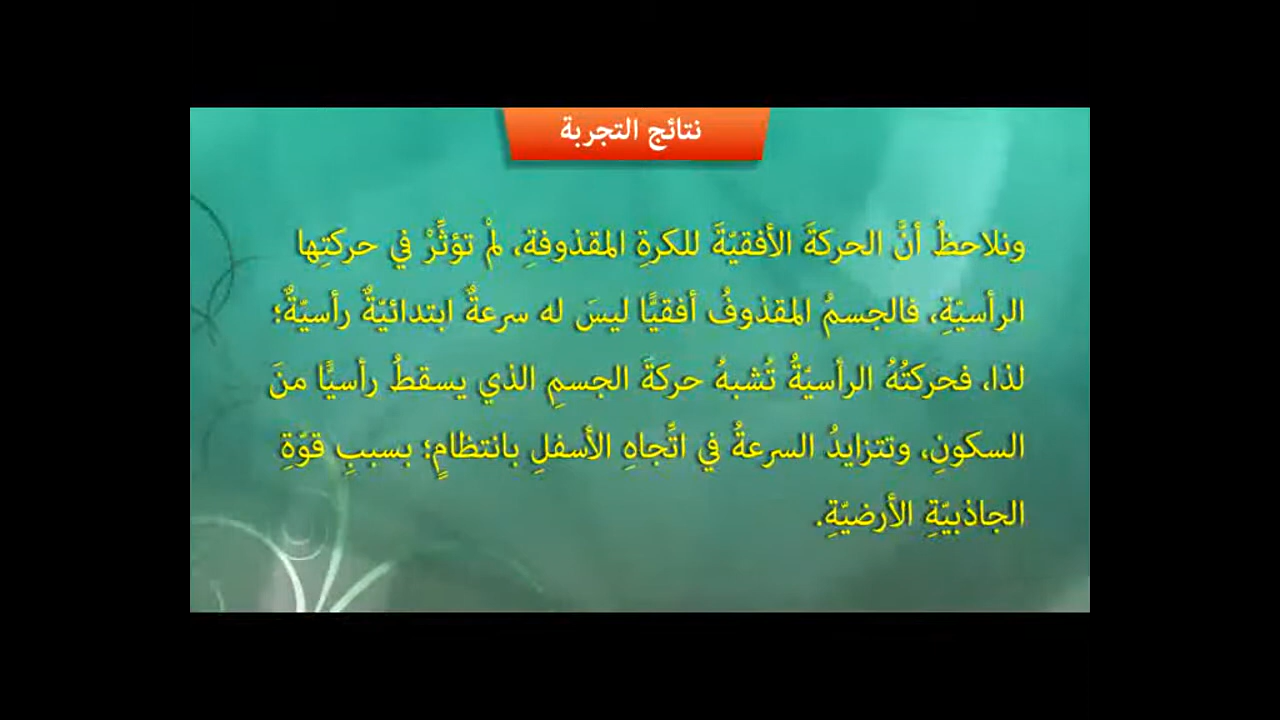 نتائج التجربة
ونلاحظُ أنَّ الحركةَ الأفقيّةَ للكرةِ المقذوفةِ، لمْ تؤثِّرْ في حركتِها
الرأسيّةِ، فالجسمُ المقذوفُ أفقيًّا ليسَ له سرعةٌ ابتدائيّةٌ رأسيّةٌ؛
لذا، فحركتُهُ الرأسيّةُ تُشبهُ حركةَ الجسمِ الذي يسقطُ رأسيًّا منَ
السكونِ، وتتزايدُ السرعةُ في اتِّجاهِ الأسفلِ بانتظامٍ؛ بسببِ قوّةِ
الجاذبيّةِ الأرضيّةِ.